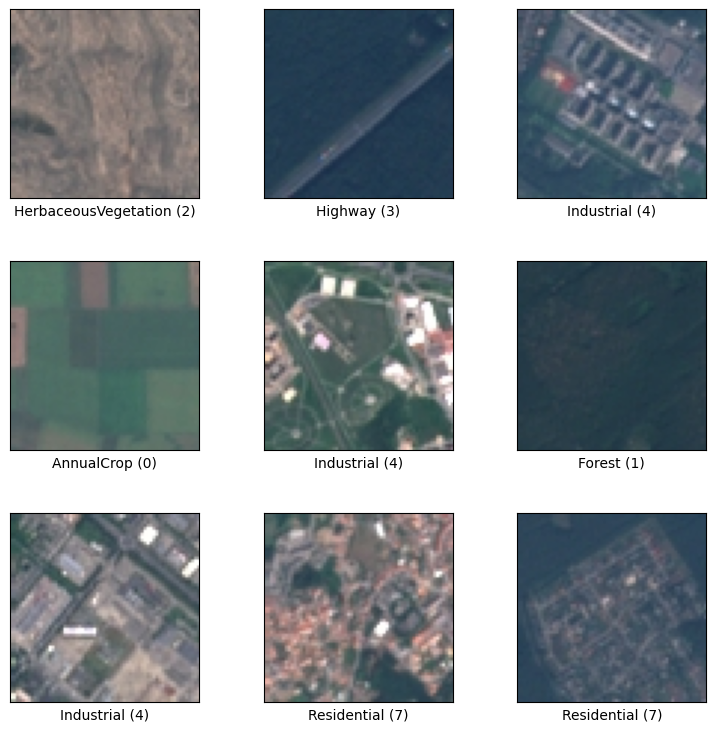 HerbaceousVegetation (2)
Highway (3)
Industrial (4)
AnnualCrop (0)
Industrial (4)
Forest (1)
Industrial (4)
Residential (7)
Residential (7)